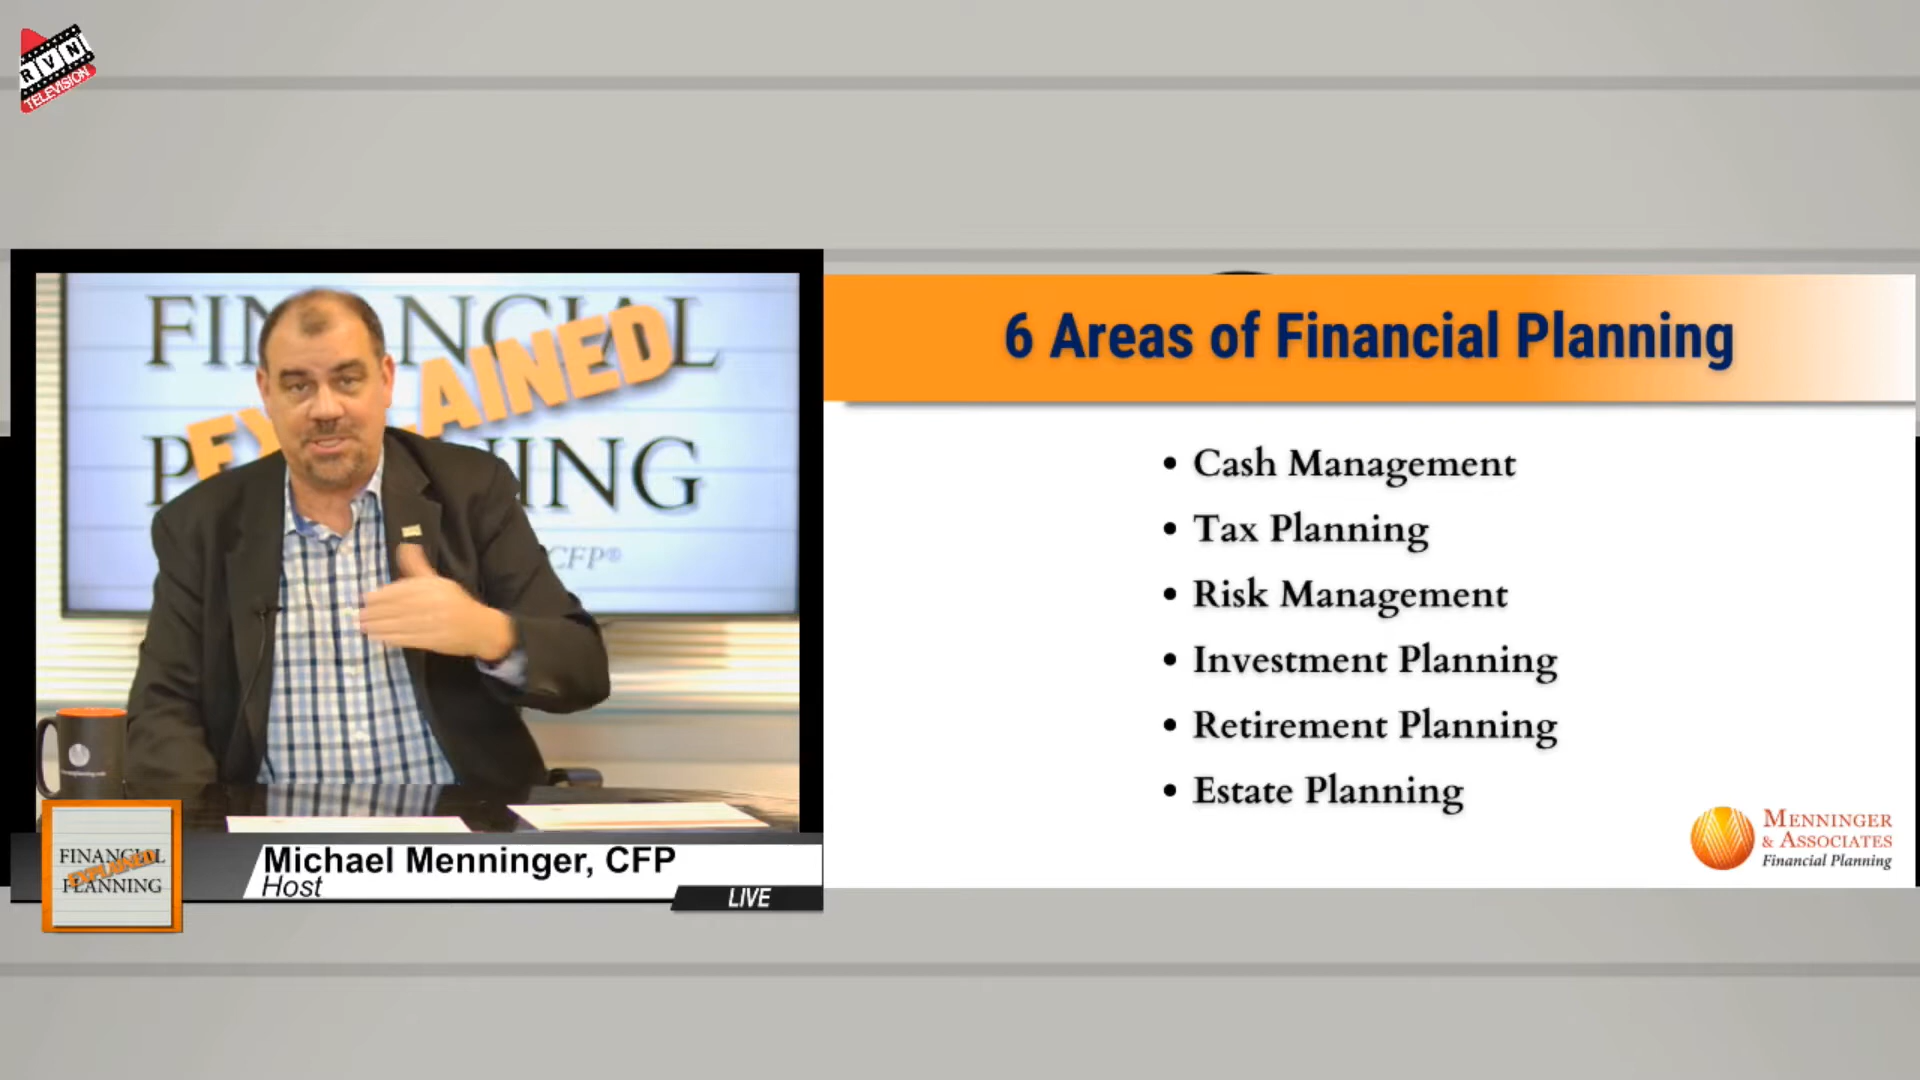 RVN
TELEVISION
FINANCIAL
EXPLAINED
PLANNING
CFP®
6 Areas of Financial Planning
• Cash Management
• Tax Planning
• Risk Management
• Investment Planning
• Retirement Planning
• Estate Planning
MENNINGER
& ASSOCIATES
Financial Planning
FINANCIAL
EXPLAINED
PLANNING
Michael Menninger, CFP
Host
LIVE